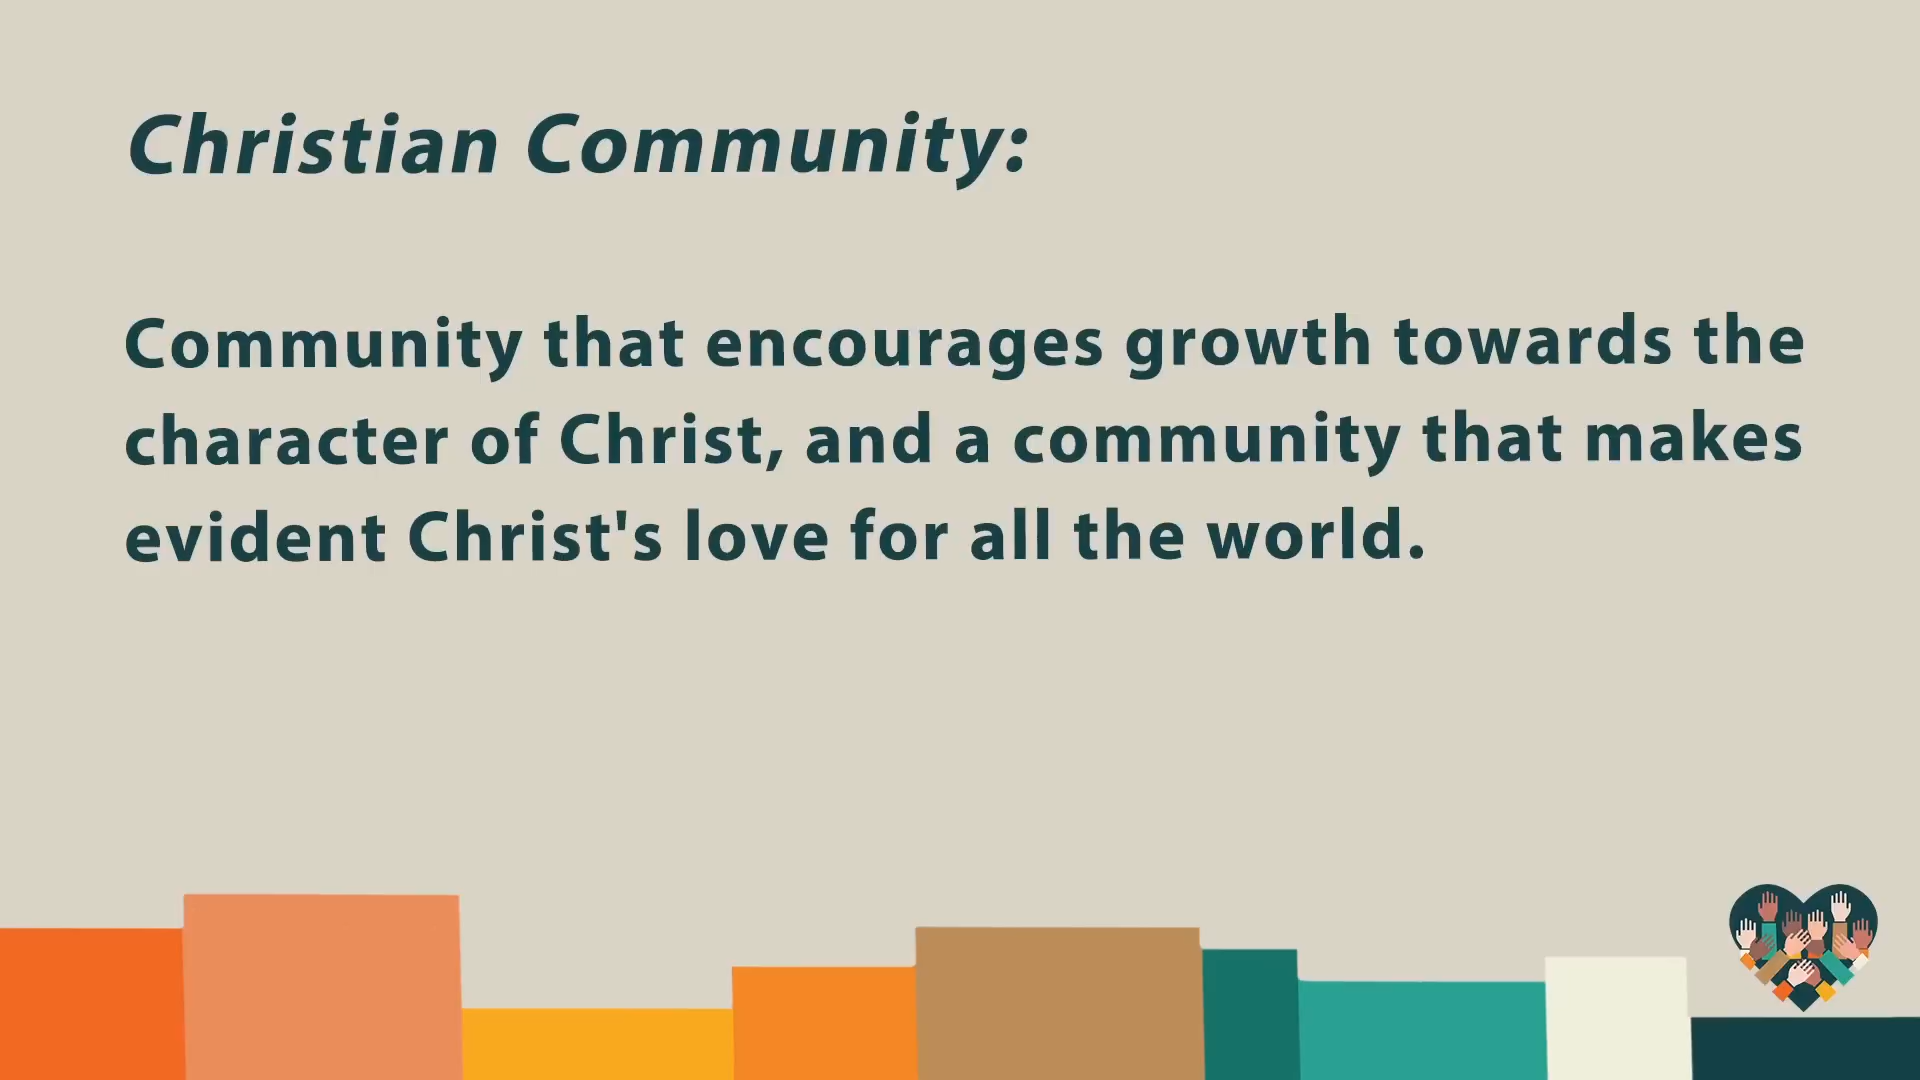 Christian Community:
Community that encourages growth towards the
character of Christ, and a community that makes
evident Christ's love for all the world.